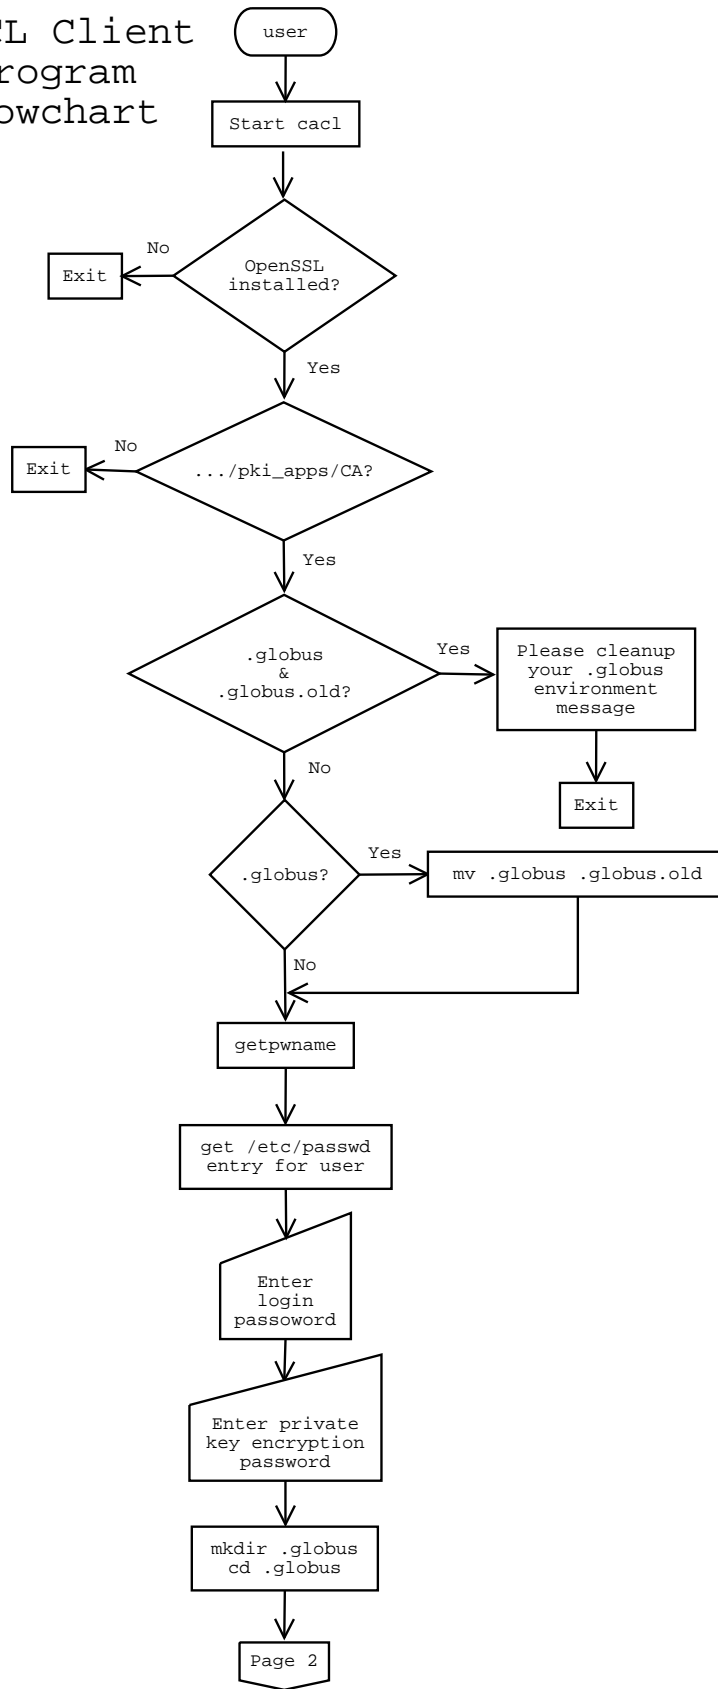 CL Client
rogram
owchart
user
Start cacl
OpenSSL
installed?
No
Exit
Yes
.../pki_apps/CA?
No
Exit
Yes
.globus
&
.globus.old?
Yes
Please cleanup
your .globus
environment
message
No
Exit
.globus?
Yes
mv .globus .globus.old
No
getpwname
get /etc/passwd
entry for user
Enter
login
passoword
Enter private
key encryption
password
mkdir .globus
cd .globus
Page 2